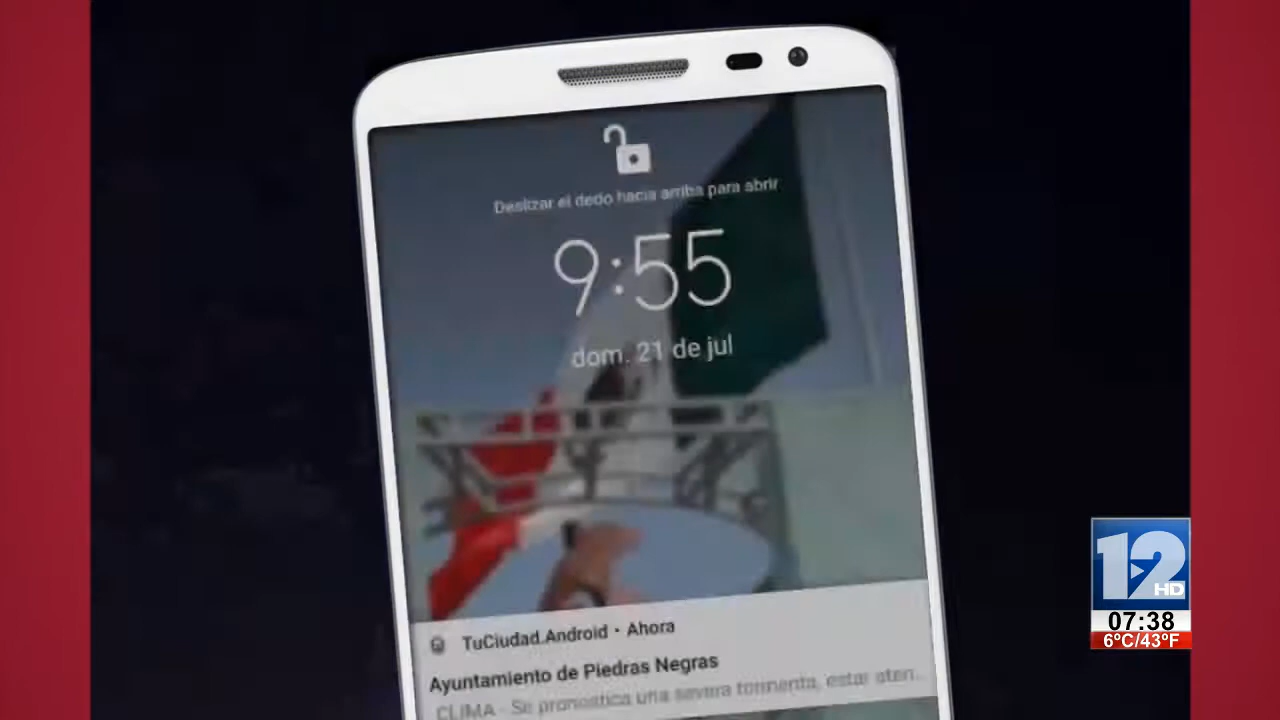 Deslizar el dedo hacia arriba para abrir
9:55
dom. 21 de jul
TuCiudad.Android • Ahora
Ayuntamiento de Piedras Negras
CLIMA - Se pronostica una severa tormenta, estar aten...
12
HD
07:38
6°C/43°F